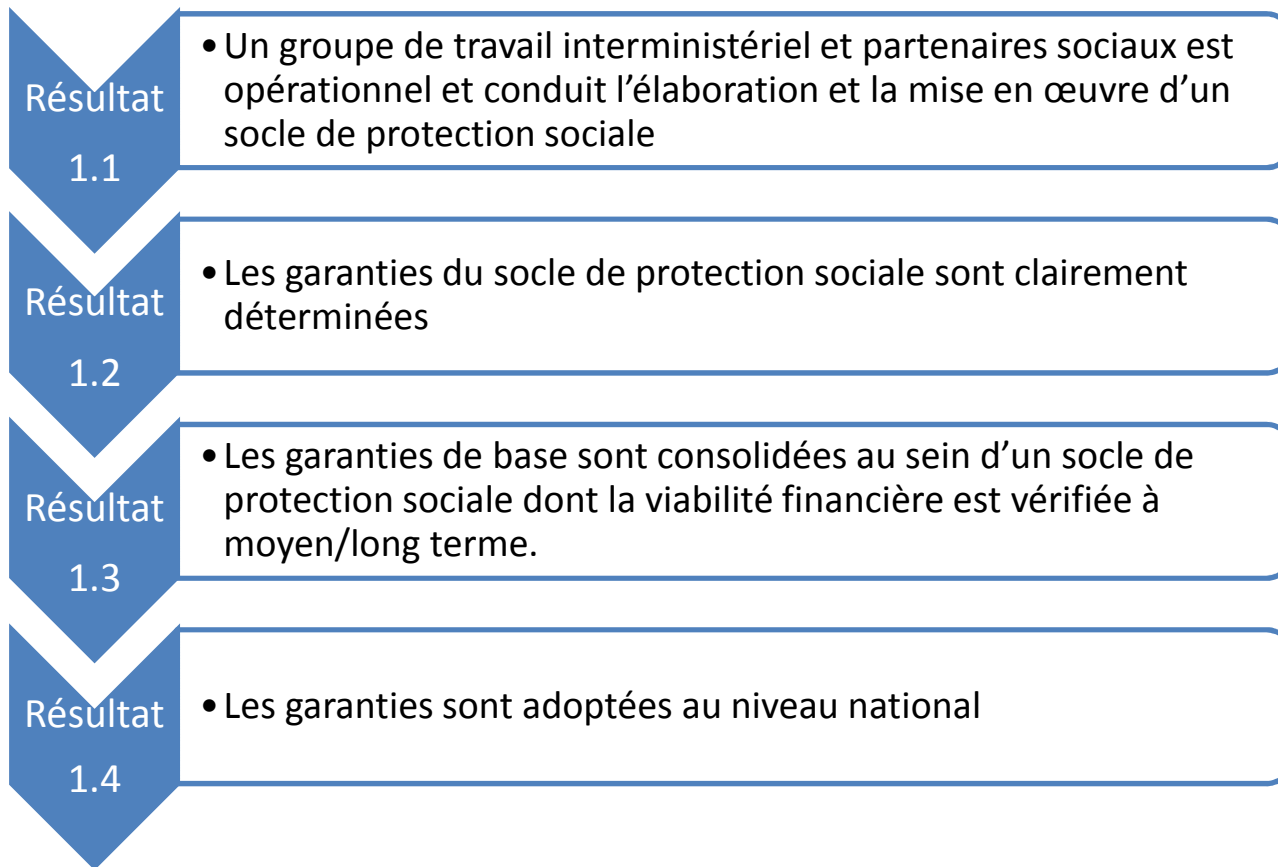 Résultat
1.1
• Un groupe de travail interministériel et partenaires sociaux est
opérationnel et conduit l’élaboration et la mise en œuvre d’un
socle de protection sociale
Résultat
1.2
• Les garanties du socle de protection sociale sont clairement
déterminées
Résultat
1.3
• Les garanties de base sont consolidées au sein d’un socle de
protection sociale dont la viabilité financière est vérifiée à
moyen/long terme.
Résultat
1.4
• Les garanties sont adoptées au niveau national